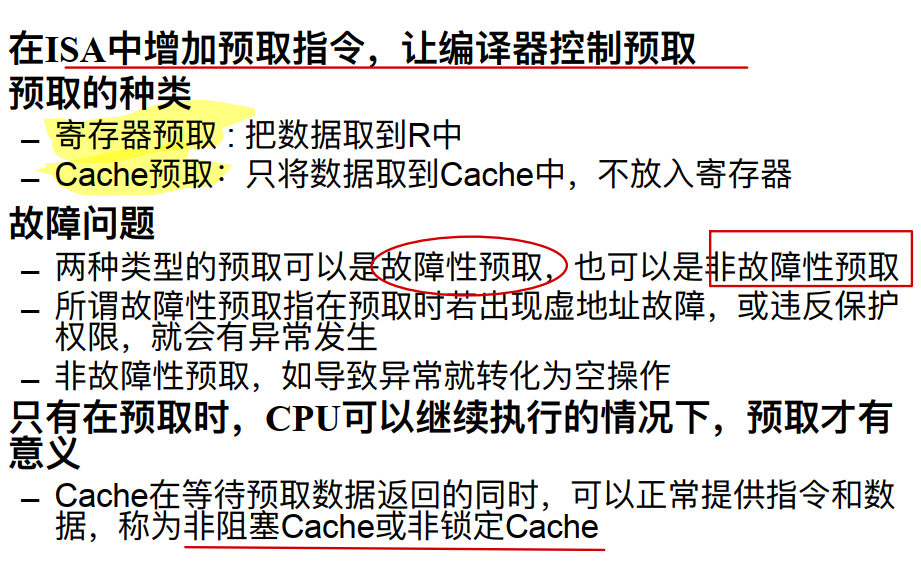 在ISA中增加预取指令，让编译器控制预取
预取的种类
– 寄存器预取 : 把数据取到R中
– Cache预取：只将数据取到Cache中，不放入寄存器
故障问题
– 两种类型的预取可以是故障性预取，也可以是非故障性预取
– 所谓故障性预取指在预取时若出现虚地址故障，或违反保护
权限，就会有异常发生
– 非故障性预取，如导致异常就转化为空操作
只有在预取时，CPU可以继续执行的情况下，预取才有
意义
– Cache在等待预取数据返回的同时，可以正常提供指令和数
据，称为非阻塞Cache或非锁定Cache